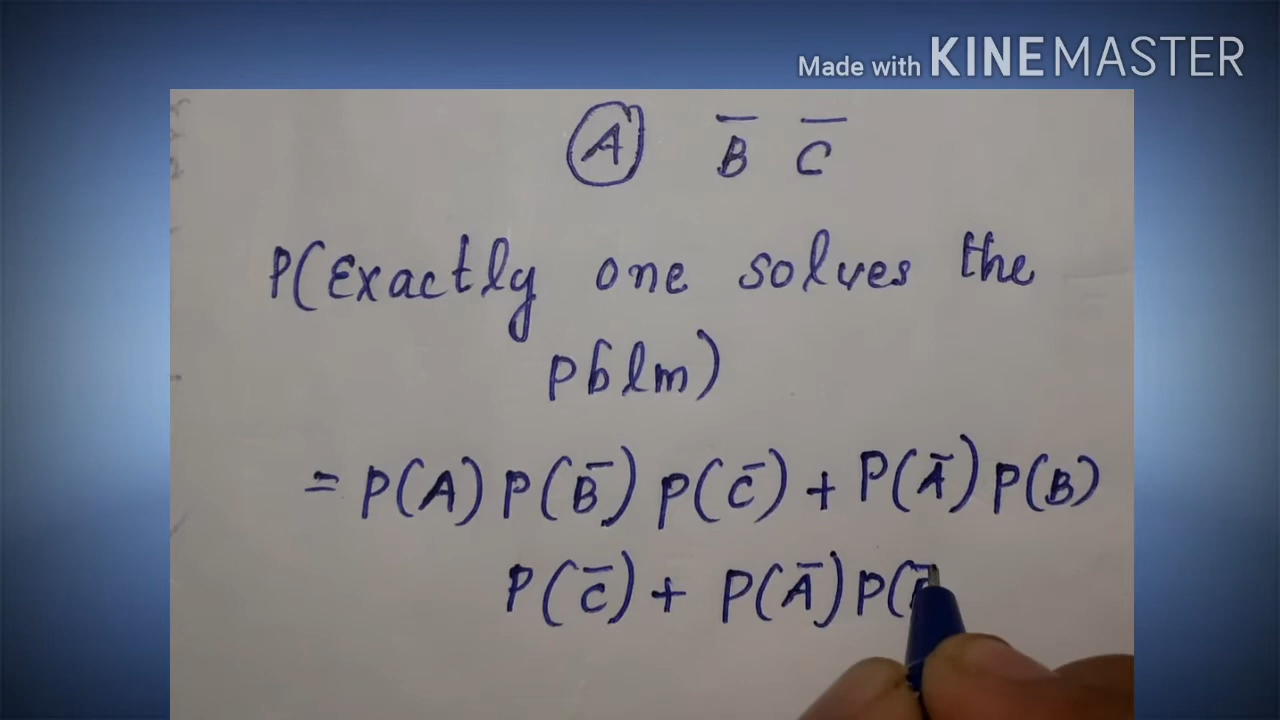 Made with KINEMASTER
A B̅ C̅
P(Exactly one solves the
pblm)
= P(A) P(B̅) P(C̅) + P(A̅) P(B)
P(C̅) + P(A̅) P(